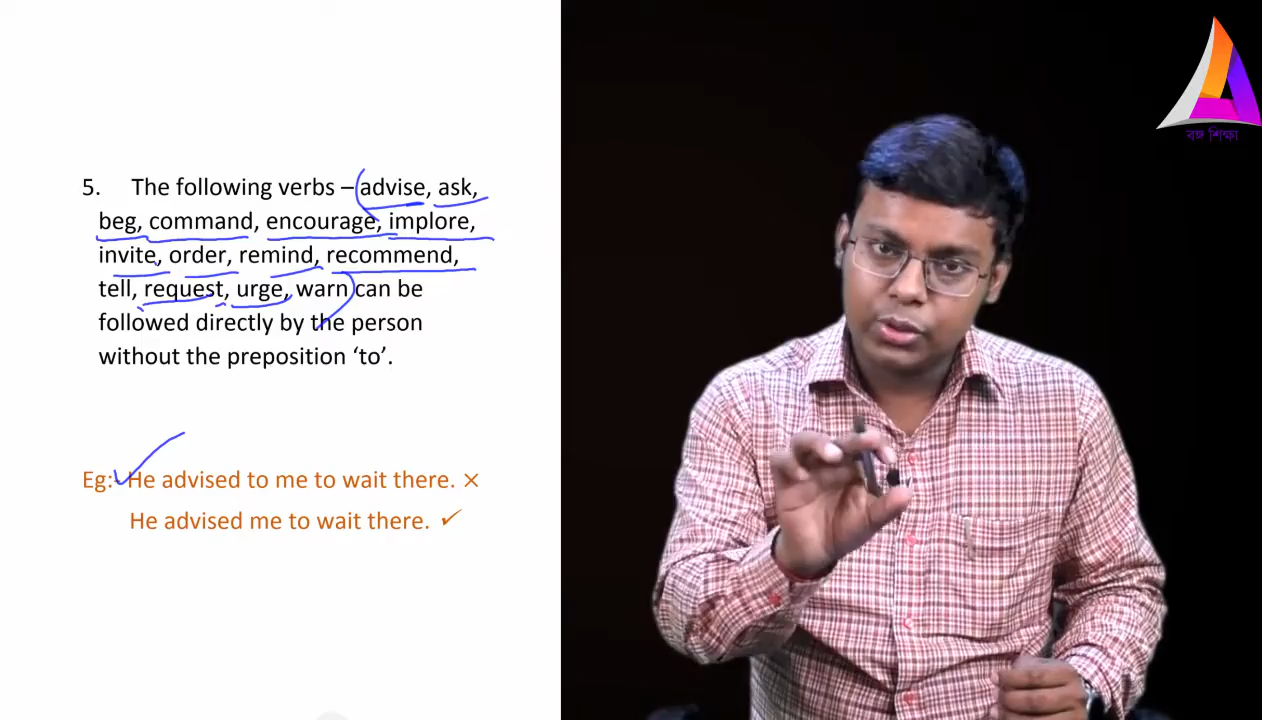 5. The following verbs – advise, ask,
beg, command, encourage, implore,
invite, order, remind, recommend,
tell, request, urge, warn can be
followed directly by the person
without the preposition ‘to’.
Eg:- He advised to me to wait there. ×
He advised me to wait there. ✓
বঙ্গ শিক্ষা